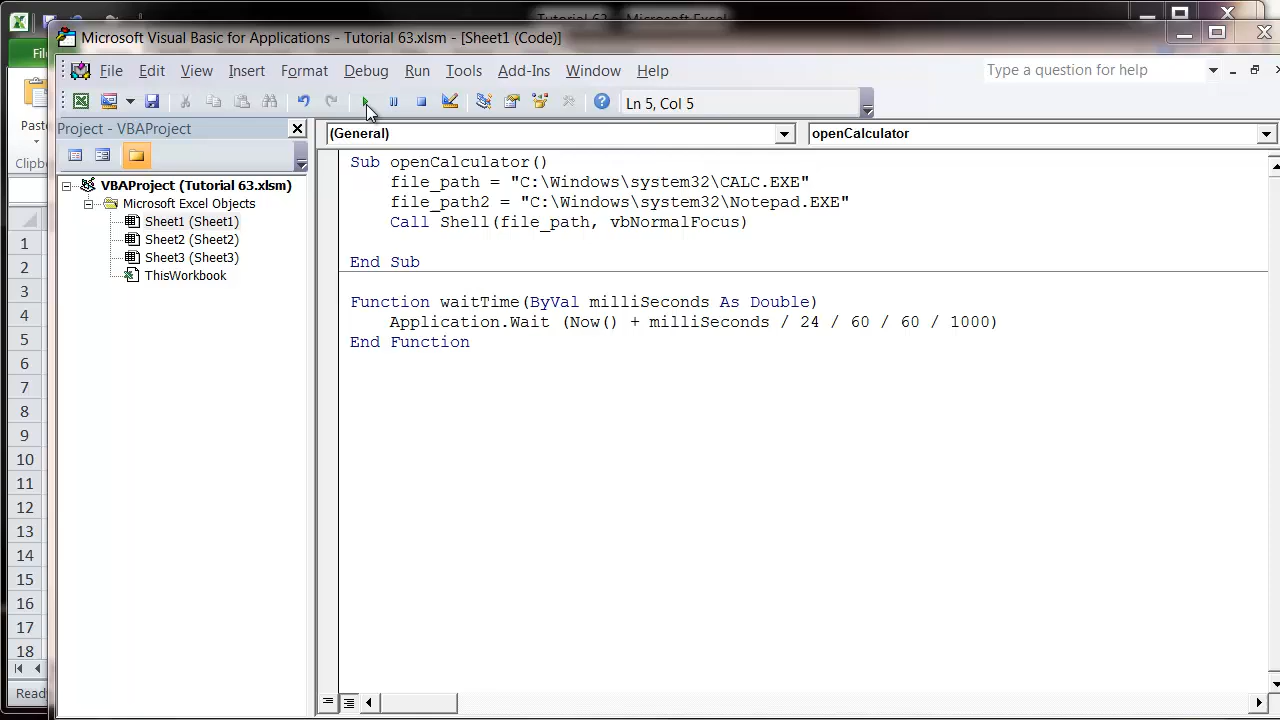 Tutorial 63 - Microsoft Excel
Microsoft Visual Basic for Applications - Tutorial 63.xlsm - [Sheet1 (Code)]
File Edit View Insert Format Debug Run Tools Add-Ins Window Help
Type a question for help
Ln 5, Col 5
Paste
Project - VBAProject
(General)
openCalculator
VBAProject (Tutorial 63.xlsm)
Microsoft Excel Objects
Sheet1 (Sheet1)
Sheet2 (Sheet2)
Sheet3 (Sheet3)
ThisWorkbook
Sub openCalculator()
file_path = "C:\Windows\system32\CALC.EXE"
file_path2 = "C:\Windows\system32\Notepad.EXE"
Call Shell(file_path, vbNormalFocus)
End Sub
Function waitTime(ByVal milliSeconds As Double)
Application.Wait (Now() + milliSeconds / 24 / 60 / 60 / 1000)
End Function
Clipb
1
2
3
4
5
6
7
8
9
10
11
12
13
14
15
16
17
18
Read